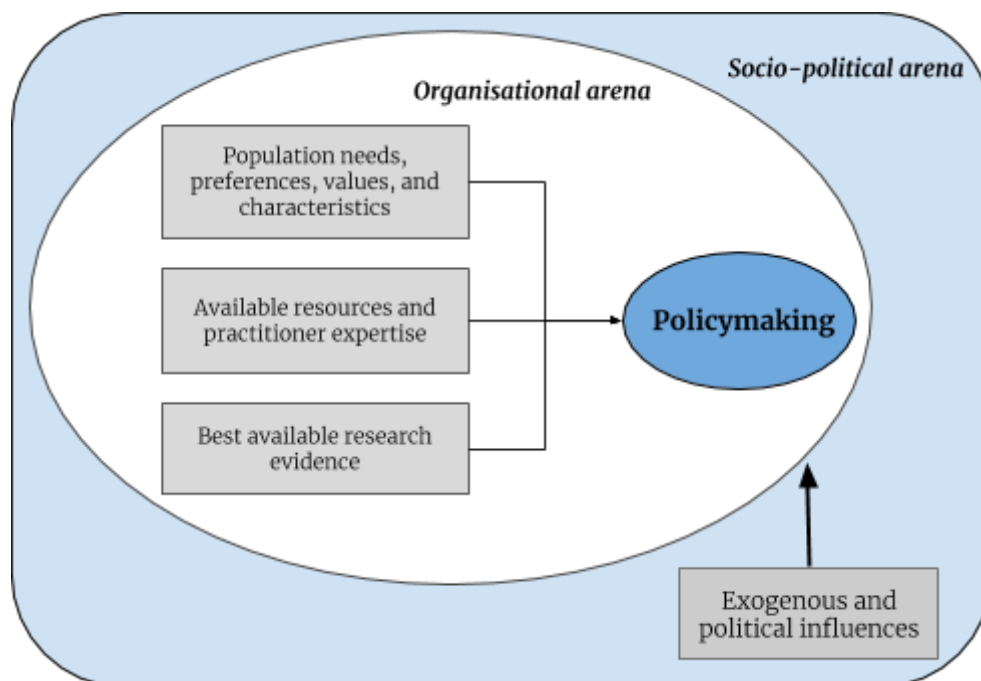 Socio-political arena
Organisational arena
Population needs,
preferences, values, and
characteristics
Available resources and
practitioner expertise
Policymaking
Best available research
evidence
Exogenous and
political influences